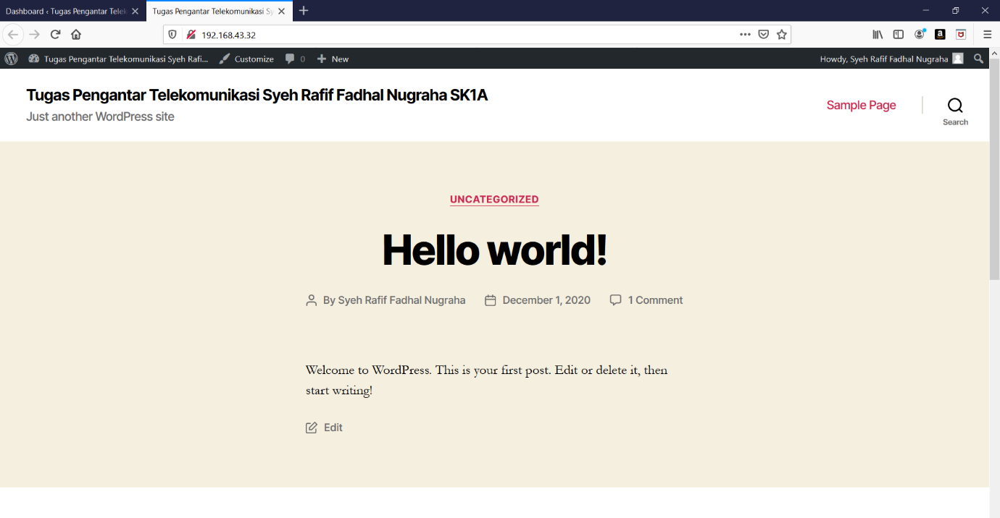 Dashboard ‹ Tugas Pengantar Telek
Tugas Pengantar Telekomunikasi Sy
192.168.43.32
Tugas Pengantar Telekomunikasi Syeh Rafi... Customize 0 New
Howdy, Syeh Rafif Fadhal Nugraha
Tugas Pengantar Telekomunikasi Syeh Rafif Fadhal Nugraha SK1A
Just another WordPress site
Sample Page
Search
UNCATEGORIZED
Hello world!
By Syeh Rafif Fadhal Nugraha December 1, 2020 1 Comment
Welcome to WordPress. This is your first post. Edit or delete it, then
start writing!
Edit